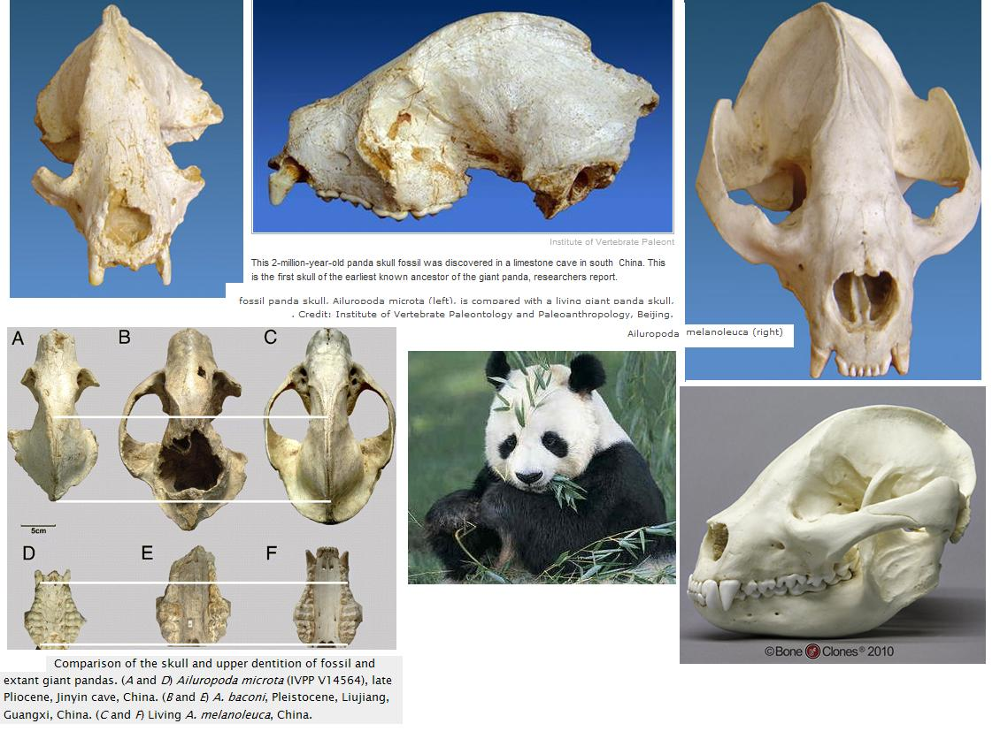 Institute of Vertebrate Paleont
This 2-million-year-old panda skull fossil was discovered in a limestone cave in south China. This
is the first skull of the earliest known ancestor of the giant panda, researchers report.
fossil panda skull, Ailuropoda microta (left), is compared with a living giant panda skull,
. Credit: Institute of Vertebrate Paleontology and Paleoanthropology, Beijing.
Ailuropoda melanoleuca (right)
A B C
5cm
D E F
©Bone Clones® 2010
Comparison of the skull and upper dentition of fossil and
extant giant pandas. (A and D) Ailuropoda microta (IVPP V14564), late
Pliocene, Jinyin cave, China. (B and E) A. baconi, Pleistocene, Liujiang,
Guangxi, China. (C and F) Living A. melanoleuca, China.